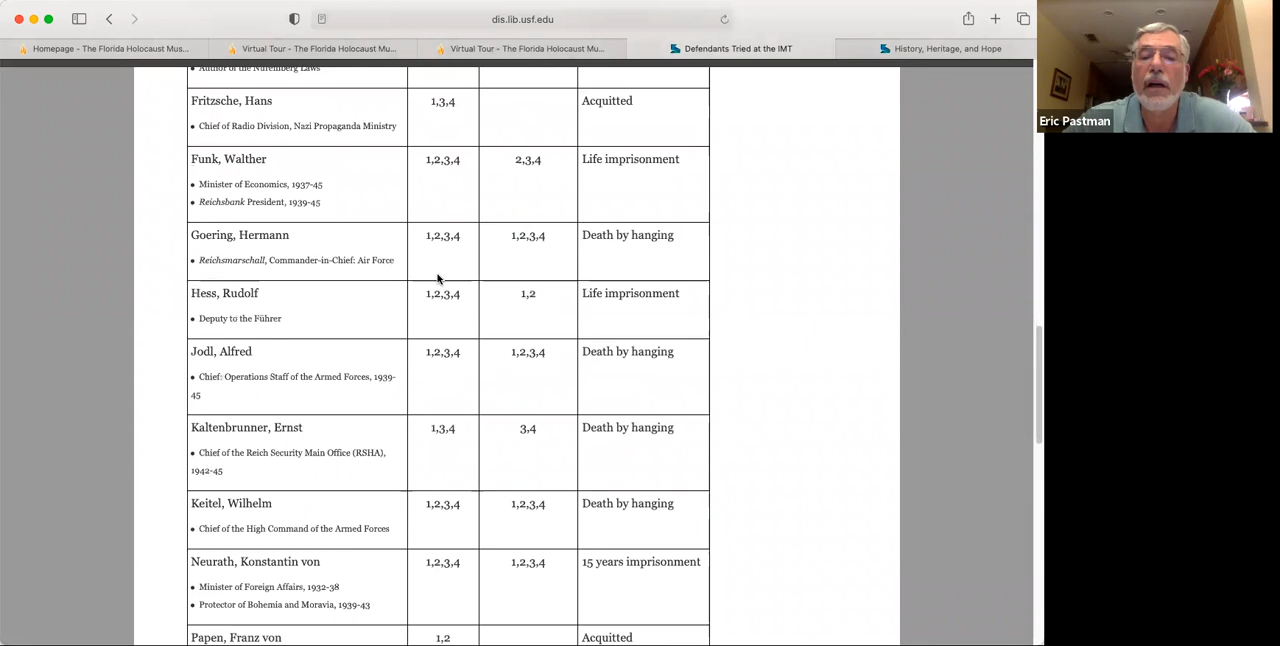 dis.lib.usf.edu
Homepage - The Florida Holocaust Mus...
Virtual Tour - The Florida Holocaust Mu...
Virtual Tour - The Florida Holocaust Mu...
Defendants Tried at the IMT
History, Heritage, and Hope
Eric Pastman
• Author of the Nuremberg Laws
Fritzsche, Hans 1,3,4 Acquitted
• Chief of Radio Division, Nazi Propaganda Ministry
Funk, Walther 1,2,3,4 2,3,4 Life imprisonment
• Minister of Economics, 1937-45
• Reichsbank President, 1939-45
Goering, Hermann 1,2,3,4 1,2,3,4 Death by hanging
• Reichsmarschall, Commander-in-Chief: Air Force
Hess, Rudolf 1,2,3,4 1,2 Life imprisonment
• Deputy to the Führer
Jodl, Alfred 1,2,3,4 1,2,3,4 Death by hanging
• Chief: Operations Staff of the Armed Forces, 1939-
45
Kaltenbrunner, Ernst 1,3,4 3,4 Death by hanging
• Chief of the Reich Security Main Office (RSHA),
1942-45
Keitel, Wilhelm 1,2,3,4 1,2,3,4 Death by hanging
• Chief of the High Command of the Armed Forces
Neurath, Konstantin von 1,2,3,4 1,2,3,4 15 years imprisonment
• Minister of Foreign Affairs, 1932-38
• Protector of Bohemia and Moravia, 1939-43
Papen, Franz von 1,2 Acquitted